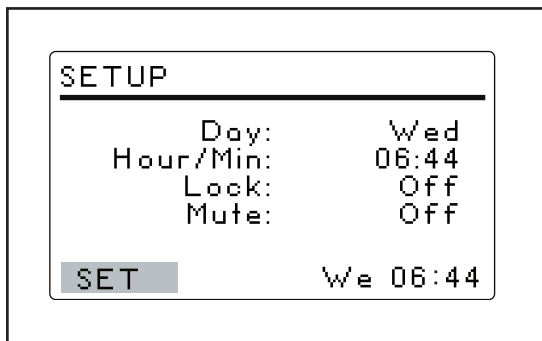 SETUP
Day: Wed
Hour/Min: 06:44
Lock: Off
Mute: Off
SET We 06:44